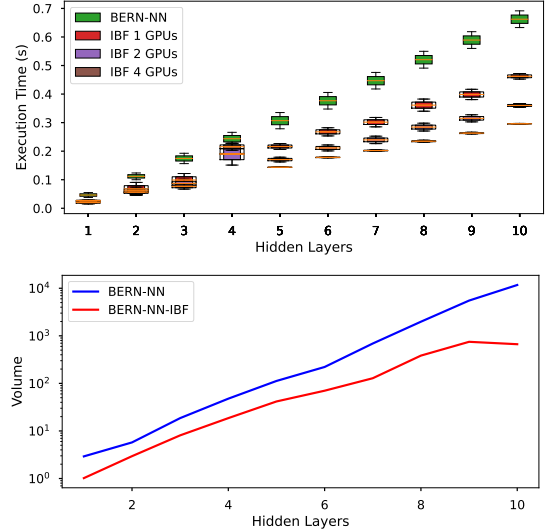 0.7
0.6
0.5
0.4
0.3
0.2
0.1
0.0
Execution Time (s)
BERN-NN
IBF 1 GPUs
IBF 2 GPUs
IBF 4 GPUs
1 2 3 4 5 6 7 8 9 10
Hidden Layers
10^4
10^3
10^2
10^1
10^0
Volume
BERN-NN
BERN-NN-IBF
2 4 6 8 10
Hidden Layers